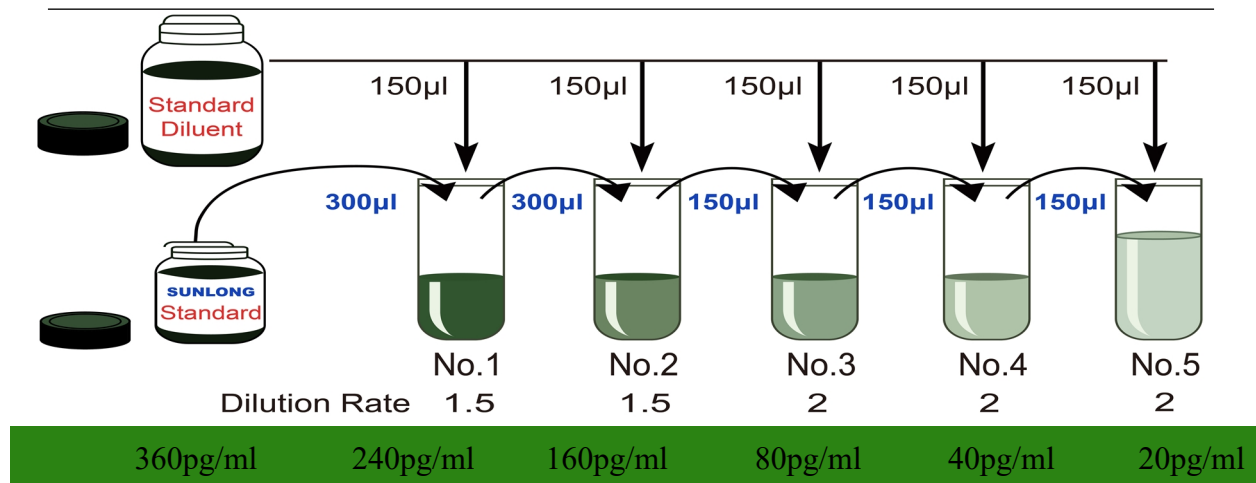 150µl 150µl 150µl 150µl 150µl
Standard
Diluent
300µl 300µl 150µl 150µl 150µl
SUNLONG
Standard
No.1 No.2 No.3 No.4 No.5
Dilution Rate 1.5 1.5 2 2 2
360pg/ml 240pg/ml 160pg/ml 80pg/ml 40pg/ml 20pg/ml